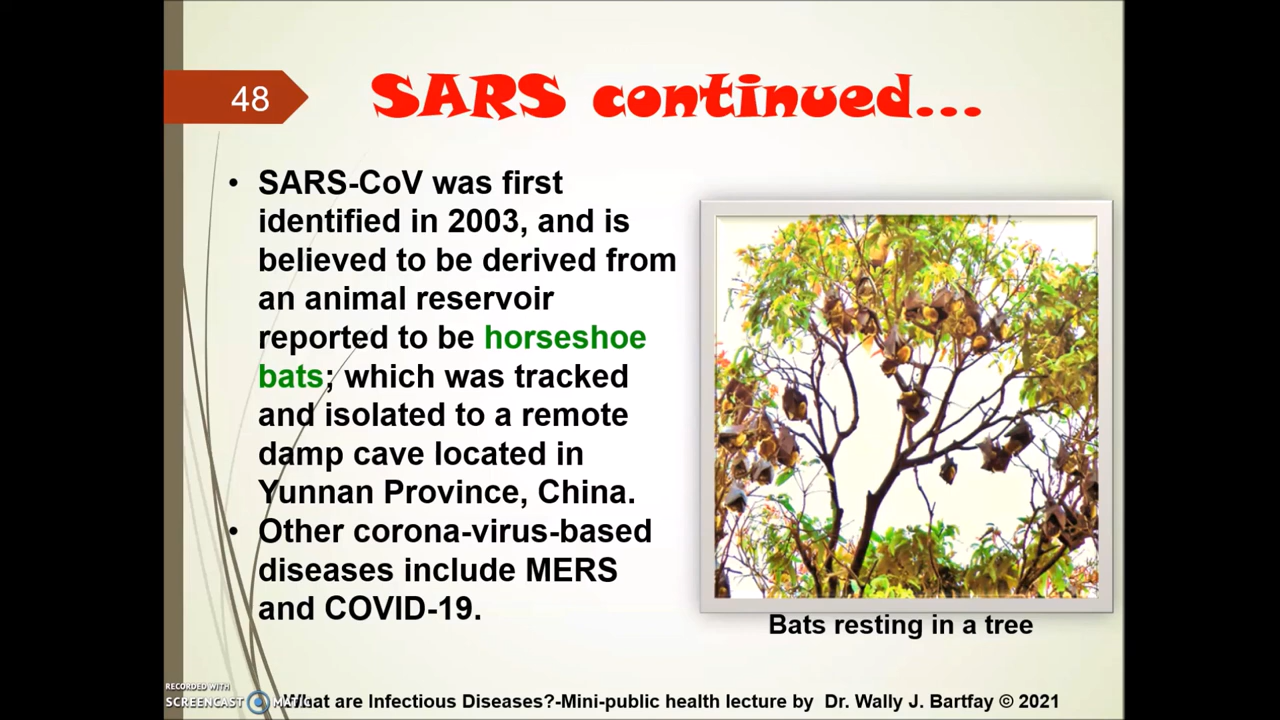 48
SARS continued...
• SARS-CoV was first
identified in 2003, and is
believed to be derived from
an animal reservoir
reported to be horseshoe
bats; which was tracked
and isolated to a remote
damp cave located in
Yunnan Province, China.
• Other corona-virus-based
diseases include MERS
and COVID-19.
Bats resting in a tree
RECORDED WITH
SCREENCAST MATIC
What are Infectious Diseases?-Mini-public health lecture by Dr. Wally J. Bartfay © 2021